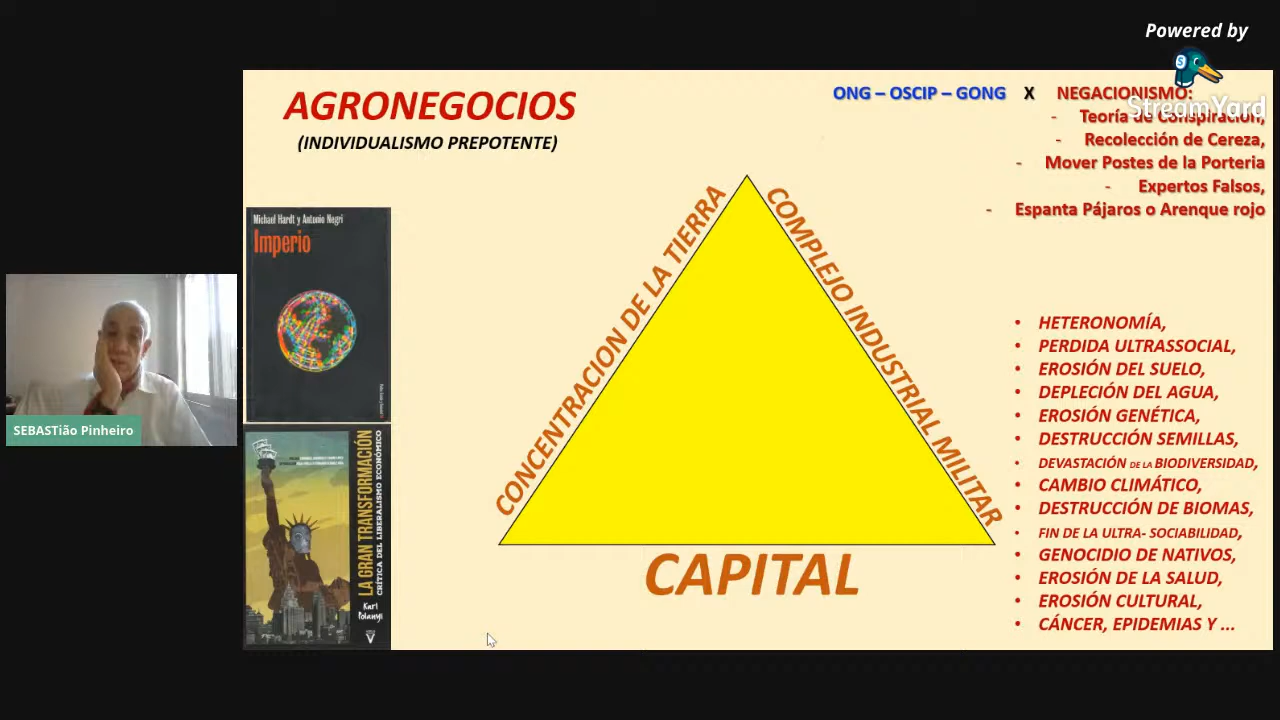 Powered by
StreamYard
AGRONEGOCIOS
(INDIVIDUALISMO PREPOTENTE)
ONG – OSCIP – GONG X NEGACIONISMO:
- Teoría de Conspiración,
- Recolección de Cereza,
- Mover Postes de la Porteria
- Expertos Falsos,
- Espanta Pájaros o Arenque rojo
Michael Hardt y Antonio Negri
Imperio
LA GRAN TRANSFORMACIÓN
CRÍTICA DEL LIBERALISMO ECONÓMICO
Karl
Polanyi
SEBASTião Pinheiro
CONCENTRACION DE LA TIERRA
COMPLEJO INDUSTRIAL MILITAR
CAPITAL
• HETERONOMÍA,
• PERDIDA ULTRASSOCIAL,
• EROSIÓN DEL SUELO,
• DEPLECIÓN DEL AGUA,
• EROSIÓN GENÉTICA,
• DESTRUCCIÓN SEMILLAS,
• DEVASTACIÓN DE LA BIODIVERSIDAD,
• CAMBIO CLIMÁTICO,
• DESTRUCCIÓN DE BIOMAS,
• FIN DE LA ULTRA- SOCIABILIDAD,
• GENOCIDIO DE NATIVOS,
• EROSIÓN DE LA SALUD,
• EROSIÓN CULTURAL,
• CÁNCER, EPIDEMIAS Y ...